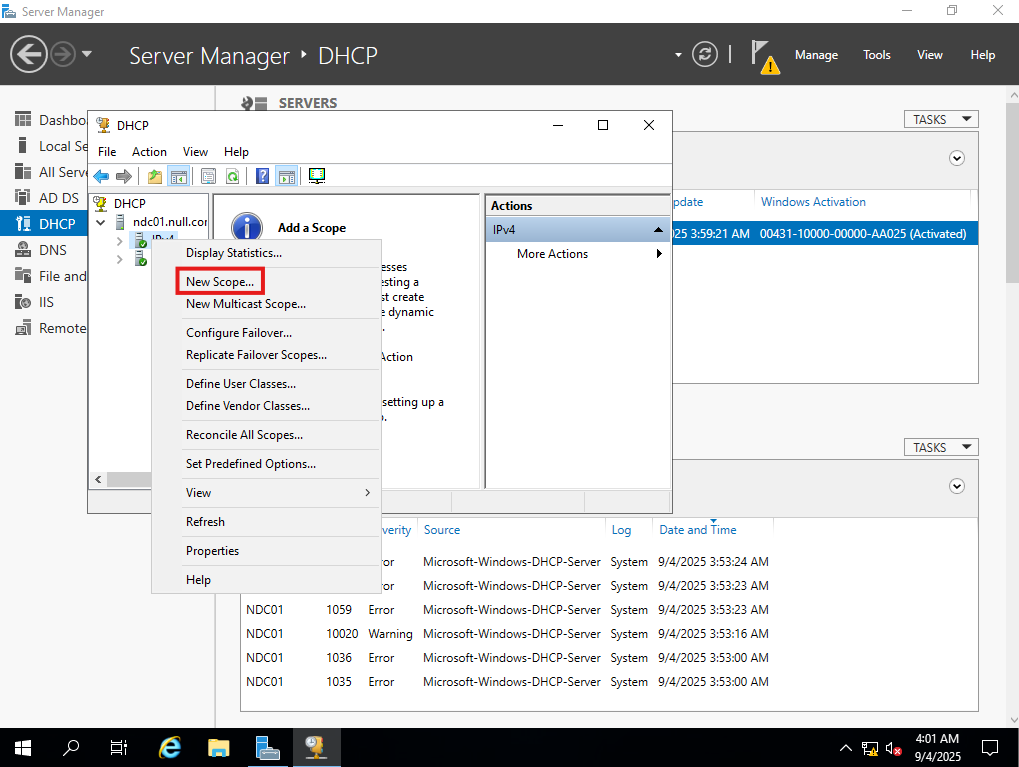 Server Manager
Server Manager ‣ DHCP
Manage Tools View Help
SERVERS
TASKS
Dashbo
Local Se
All Serve
AD DS
DHCP
DNS
File and
IIS
Remote
DHCP
File Action View Help
DHCP
ndc01.null.cor
IPv4
Add a Scope
esses
esting a
st create
e dynamic
.
Action
setting up a
o.
Actions
IPv4
More Actions
Display Statistics...
New Scope...
New Multicast Scope...
Configure Failover...
Replicate Failover Scopes...
Define User Classes...
Define Vendor Classes...
Reconcile All Scopes...
Set Predefined Options...
View
Refresh
Properties
Help
pdate Windows Activation
025 3:59:21 AM 00431-10000-00000-AA025 (Activated)
TASKS
verity Source Log Date and Time
ror Microsoft-Windows-DHCP-Server System 9/4/2025 3:53:24 AM
ror Microsoft-Windows-DHCP-Server System 9/4/2025 3:53:23 AM
NDC01 1059 Error Microsoft-Windows-DHCP-Server System 9/4/2025 3:53:23 AM
NDC01 10020 Warning Microsoft-Windows-DHCP-Server System 9/4/2025 3:53:16 AM
NDC01 1036 Error Microsoft-Windows-DHCP-Server System 9/4/2025 3:53:00 AM
NDC01 1035 Error Microsoft-Windows-DHCP-Server System 9/4/2025 3:53:00 AM
4:01 AM
9/4/2025